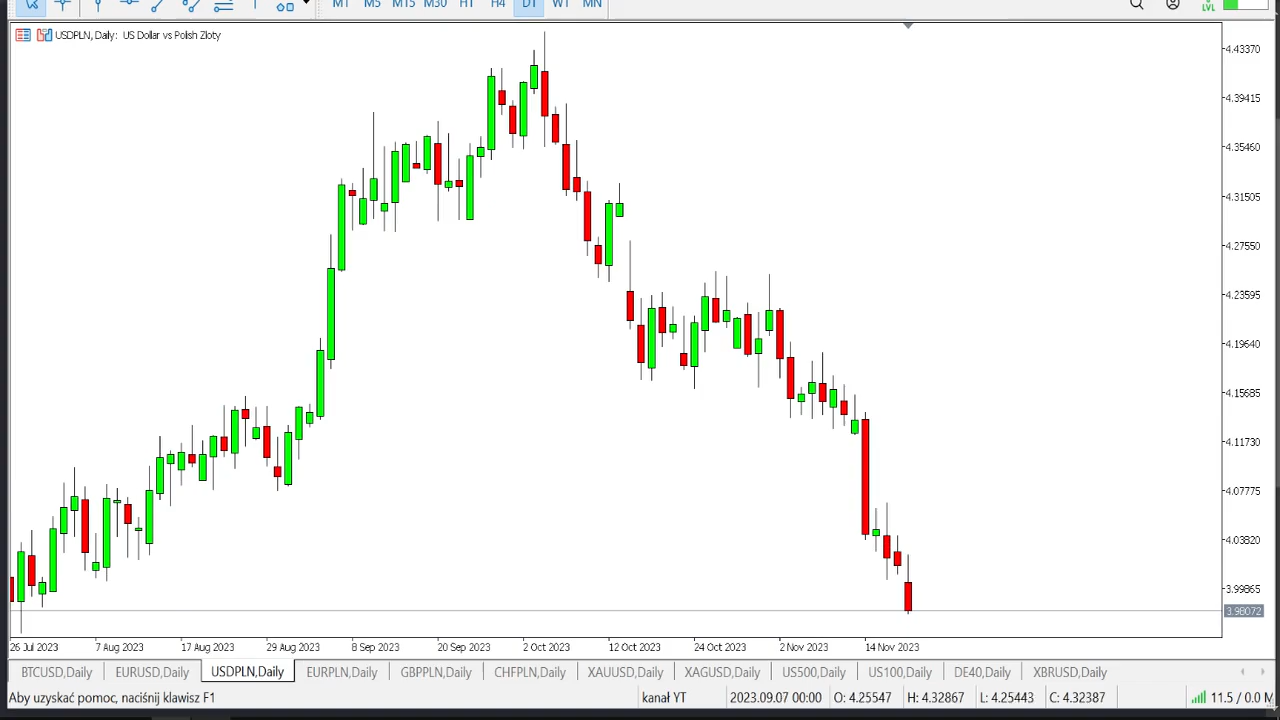 M1 M5 M15 M30 H1 H4 D1 W1 MN
LVL
USDPLN, Daily: US Dollar vs Polish Zloty
4.43370
4.39415
4.35460
4.31505
4.27550
4.23595
4.19640
4.15685
4.11730
4.07775
4.03820
3.99865
3.98072
26 Jul 2023 7 Aug 2023 17 Aug 2023 29 Aug 2023 8 Sep 2023 20 Sep 2023 2 Oct 2023 12 Oct 2023 24 Oct 2023 2 Nov 2023 14 Nov 2023
BTCUSD,Daily EURUSD,Daily USDPLN,Daily EURPLN,Daily GBPPLN,Daily CHFPLN,Daily XAUUSD,Daily XAGUSD,Daily US500,Daily US100,Daily DE40,Daily XBRUSD,Daily
Aby uzyskać pomoc, naciśnij klawisz F1 kanał YT 2023.09.07 00:00 O: 4.25547 H: 4.32867 L: 4.25443 C: 4.32387 11.5 / 0.0